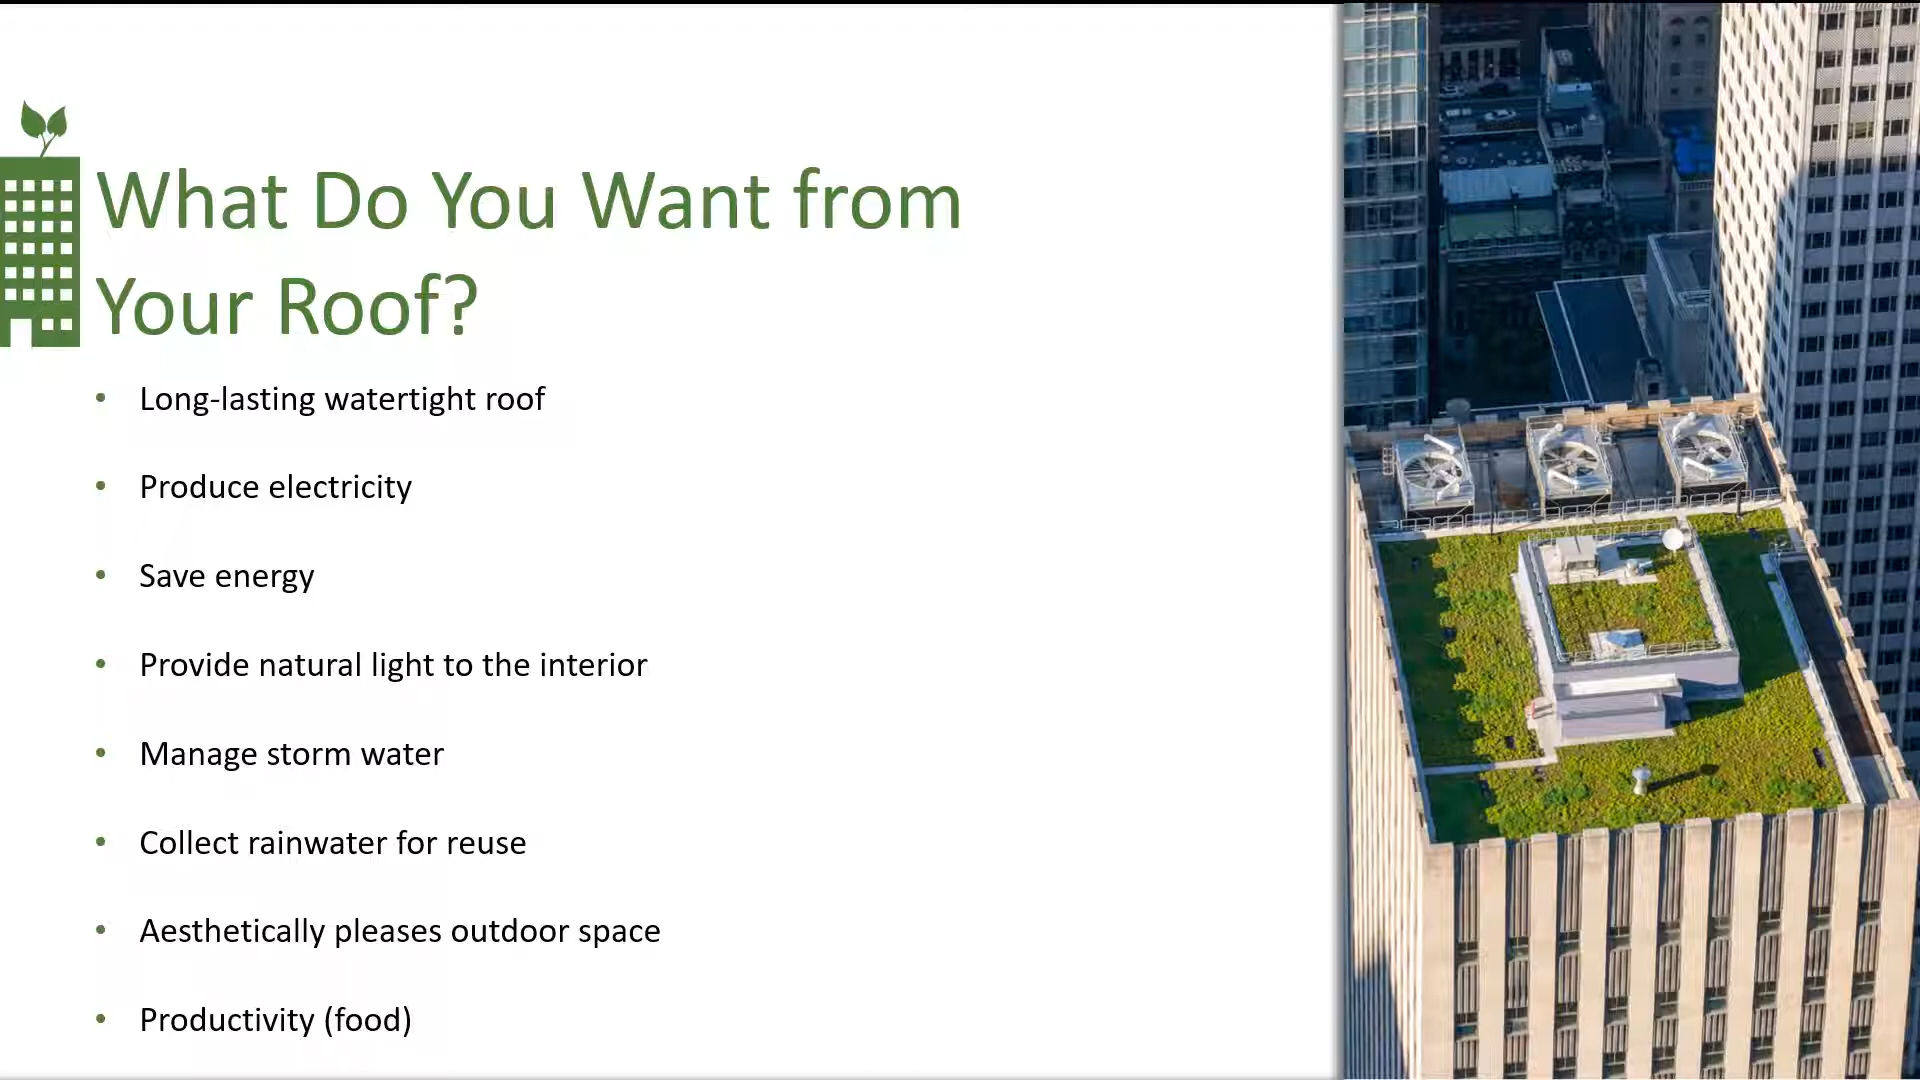 What Do You Want from
Your Roof?
• Long-lasting watertight roof
• Produce electricity
• Save energy
• Provide natural light to the interior
• Manage storm water
• Collect rainwater for reuse
• Aesthetically pleases outdoor space
• Productivity (food)